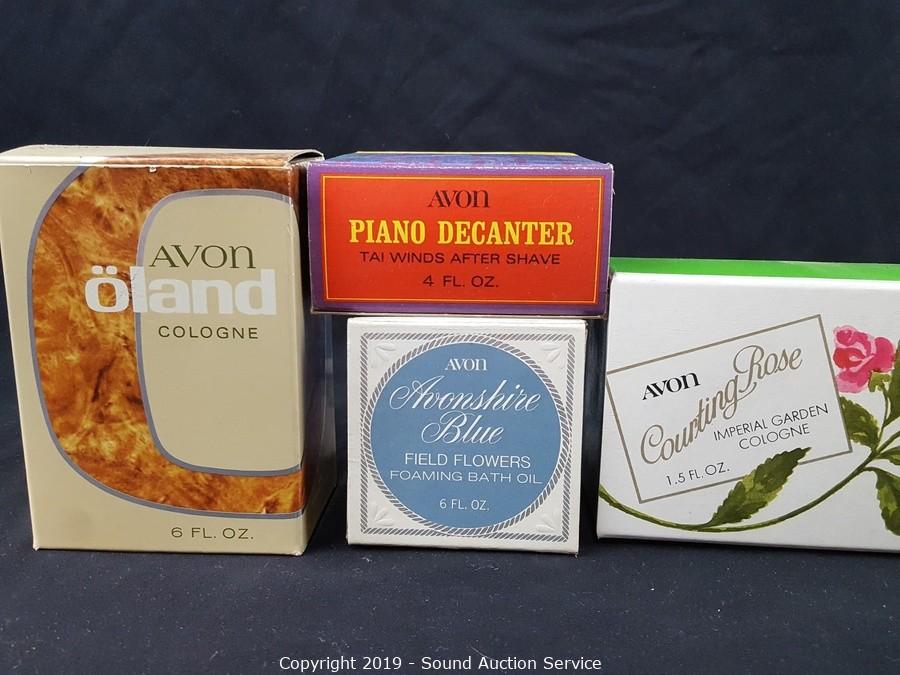 AVON
öland
COLOGNE
6 FL. OZ.
AVON
PIANO DECANTER
TAI WINDS AFTER SHAVE
4 FL. OZ.
AVON
Avonshire
Blue
FIELD FLOWERS
FOAMING BATH OIL
6 FL. OZ.
AVON
Courting Rose
IMPERIAL GARDEN
COLOGNE
1.5 FL. OZ.
Copyright 2019 - Sound Auction Service